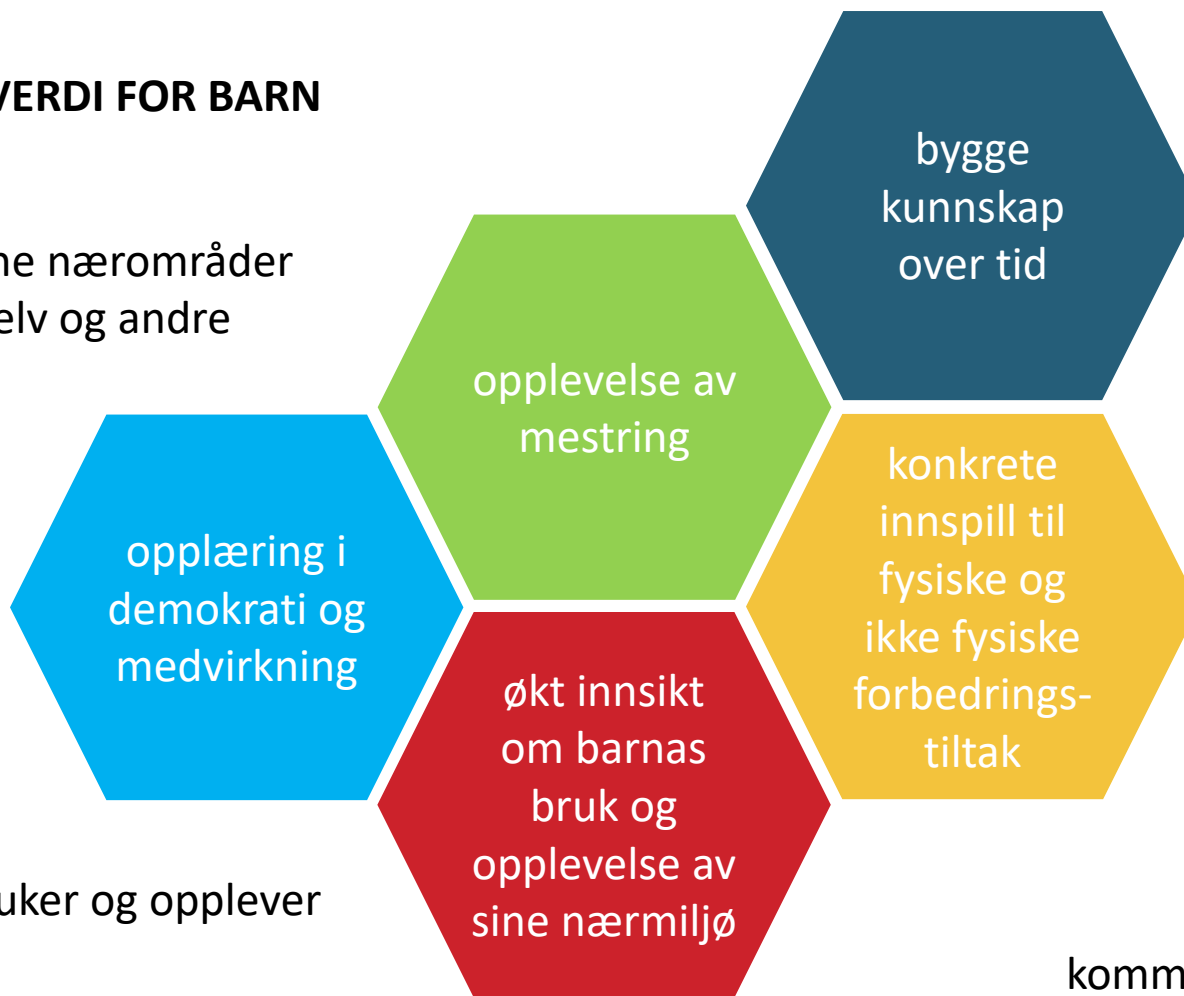 VERDI FOR BARN
ne nærområder
elv og andre
bygge
kunnskap
over tid
opplevelse av
mestring
opplæring i
demokrati og
medvirkning
konkrete
innspill til
fysiske og
ikke fysiske
forbedrings-
tiltak
økt innsikt
om barnas
bruk og
opplevelse av
sine nærmiljø
uker og opplever
komm